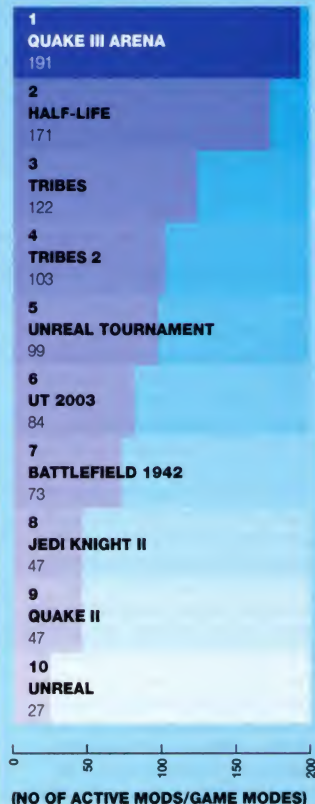 1
QUAKE III ARENA
191
2
HALF-LIFE
171
3
TRIBES
122
4
TRIBES 2
103
5
UNREAL TOURNAMENT
99
6
UT 2003
84
7
BATTLEFIELD 1942
73
8
JEDI KNIGHT II
47
9
QUAKE II
47
10
UNREAL
27
0 50 100 150 200
(NO OF ACTIVE MODS/GAME MODES)